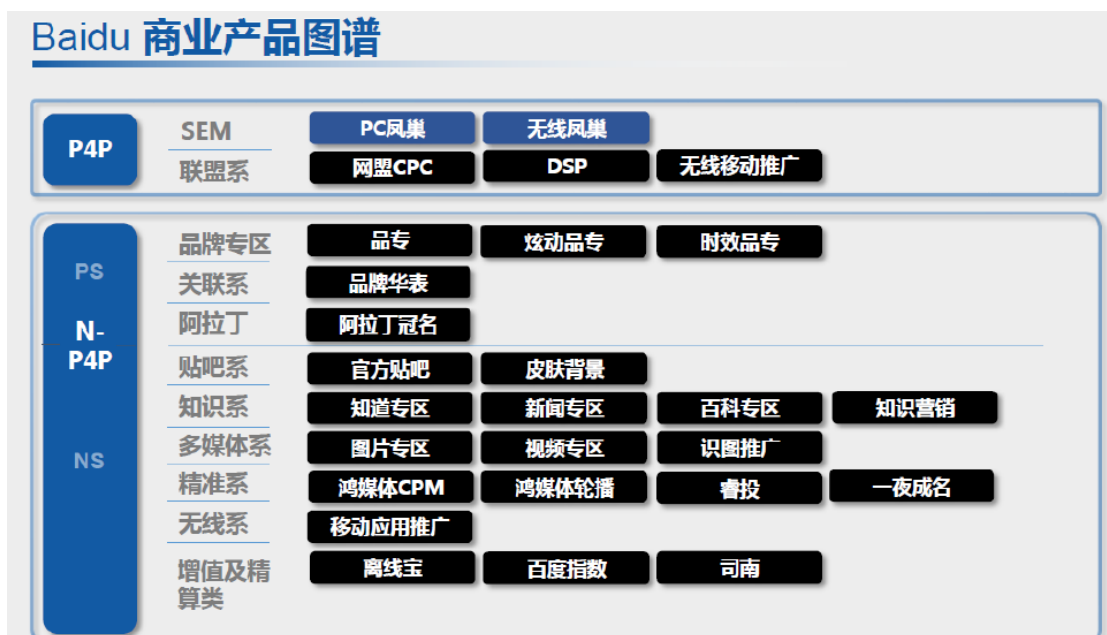 Baidu 商业产品图谱
P4P
SEM PC凤巢 无线凤巢
联盟系 网盟CPC DSP 无线移动推广
PS
N-
P4P
NS
品牌专区 品专 炫动品专 时效品专
关联系 品牌华表
阿拉丁 阿拉丁冠名
贴吧系 官方贴吧 皮肤背景
知识系 知道专区 新闻专区 百科专区 知识营销
多媒体系 图片专区 视频专区 识图推广
精准系 鸿媒体CPM 鸿媒体轮播 睿投 一夜成名
无线系 移动应用推广
增值及精 离线宝 百度指数 司南
算类